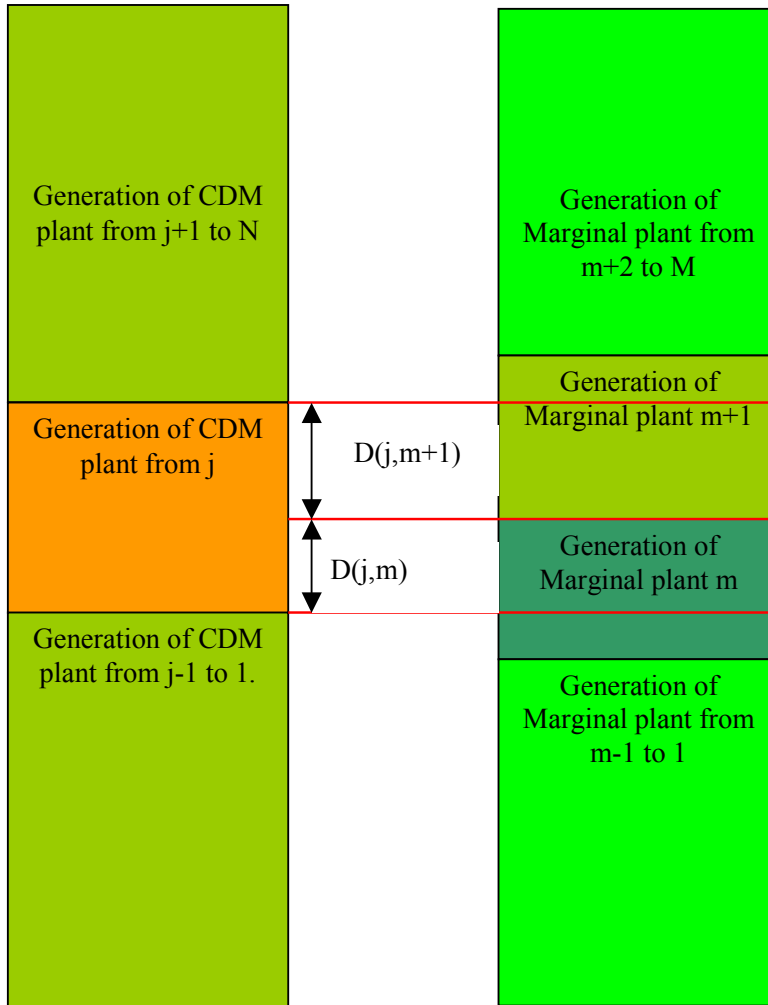 Generation of CDM
plant from j+1 to N
Generation of CDM
plant from j
Generation of CDM
plant from j-1 to 1.
D(j,m+1)
D(j,m)
Generation of
Marginal plant from
m+2 to M
Generation of
Marginal plant m+1
Generation of
Marginal plant m
Generation of
Marginal plant from
m-1 to 1